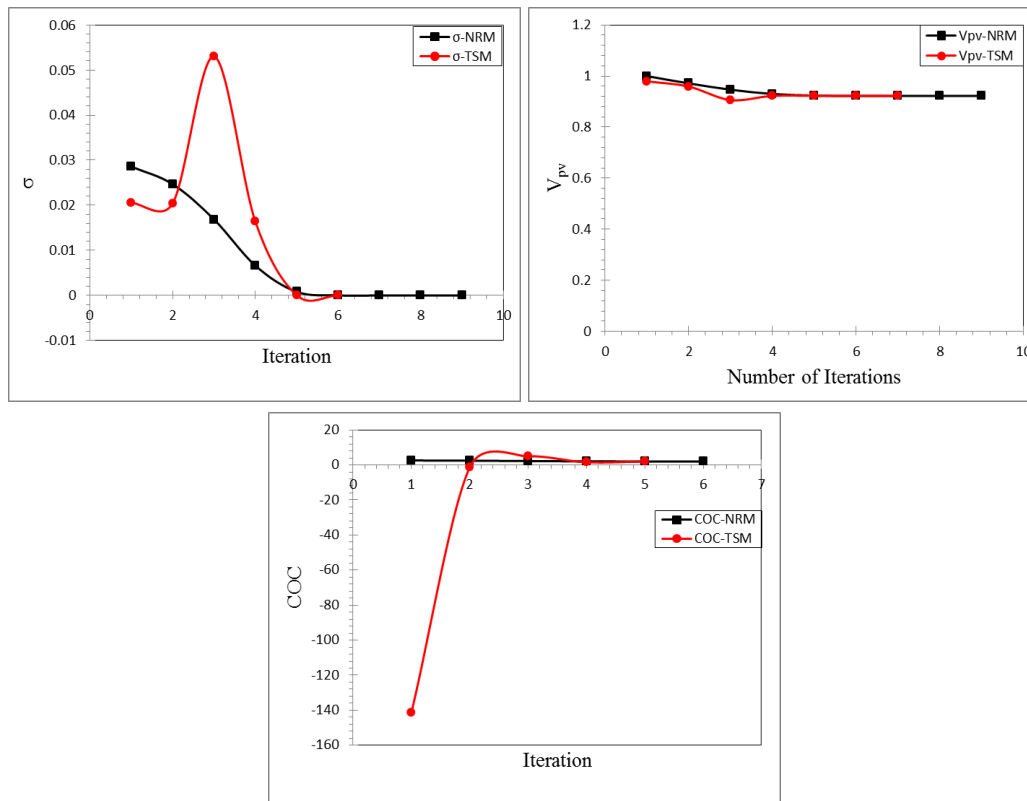 0.06
0.05
0.04
0.03
0.02
0.01
0
-0.01
σ
0 2 4 6 8 10
Iteration
σ-NRM
σ-TSM
1.2
1
0.8
0.6
0.4
0.2
0
Vpv
0 2 4 6 8 10
Number of Iterations
Vpv-NRM
Vpv-TSM
20
0
-20
-40
-60
-80
-100
-120
-140
-160
COC
0 1 2 3 4 5 6 7
Iteration
COC-NRM
COC-TSM